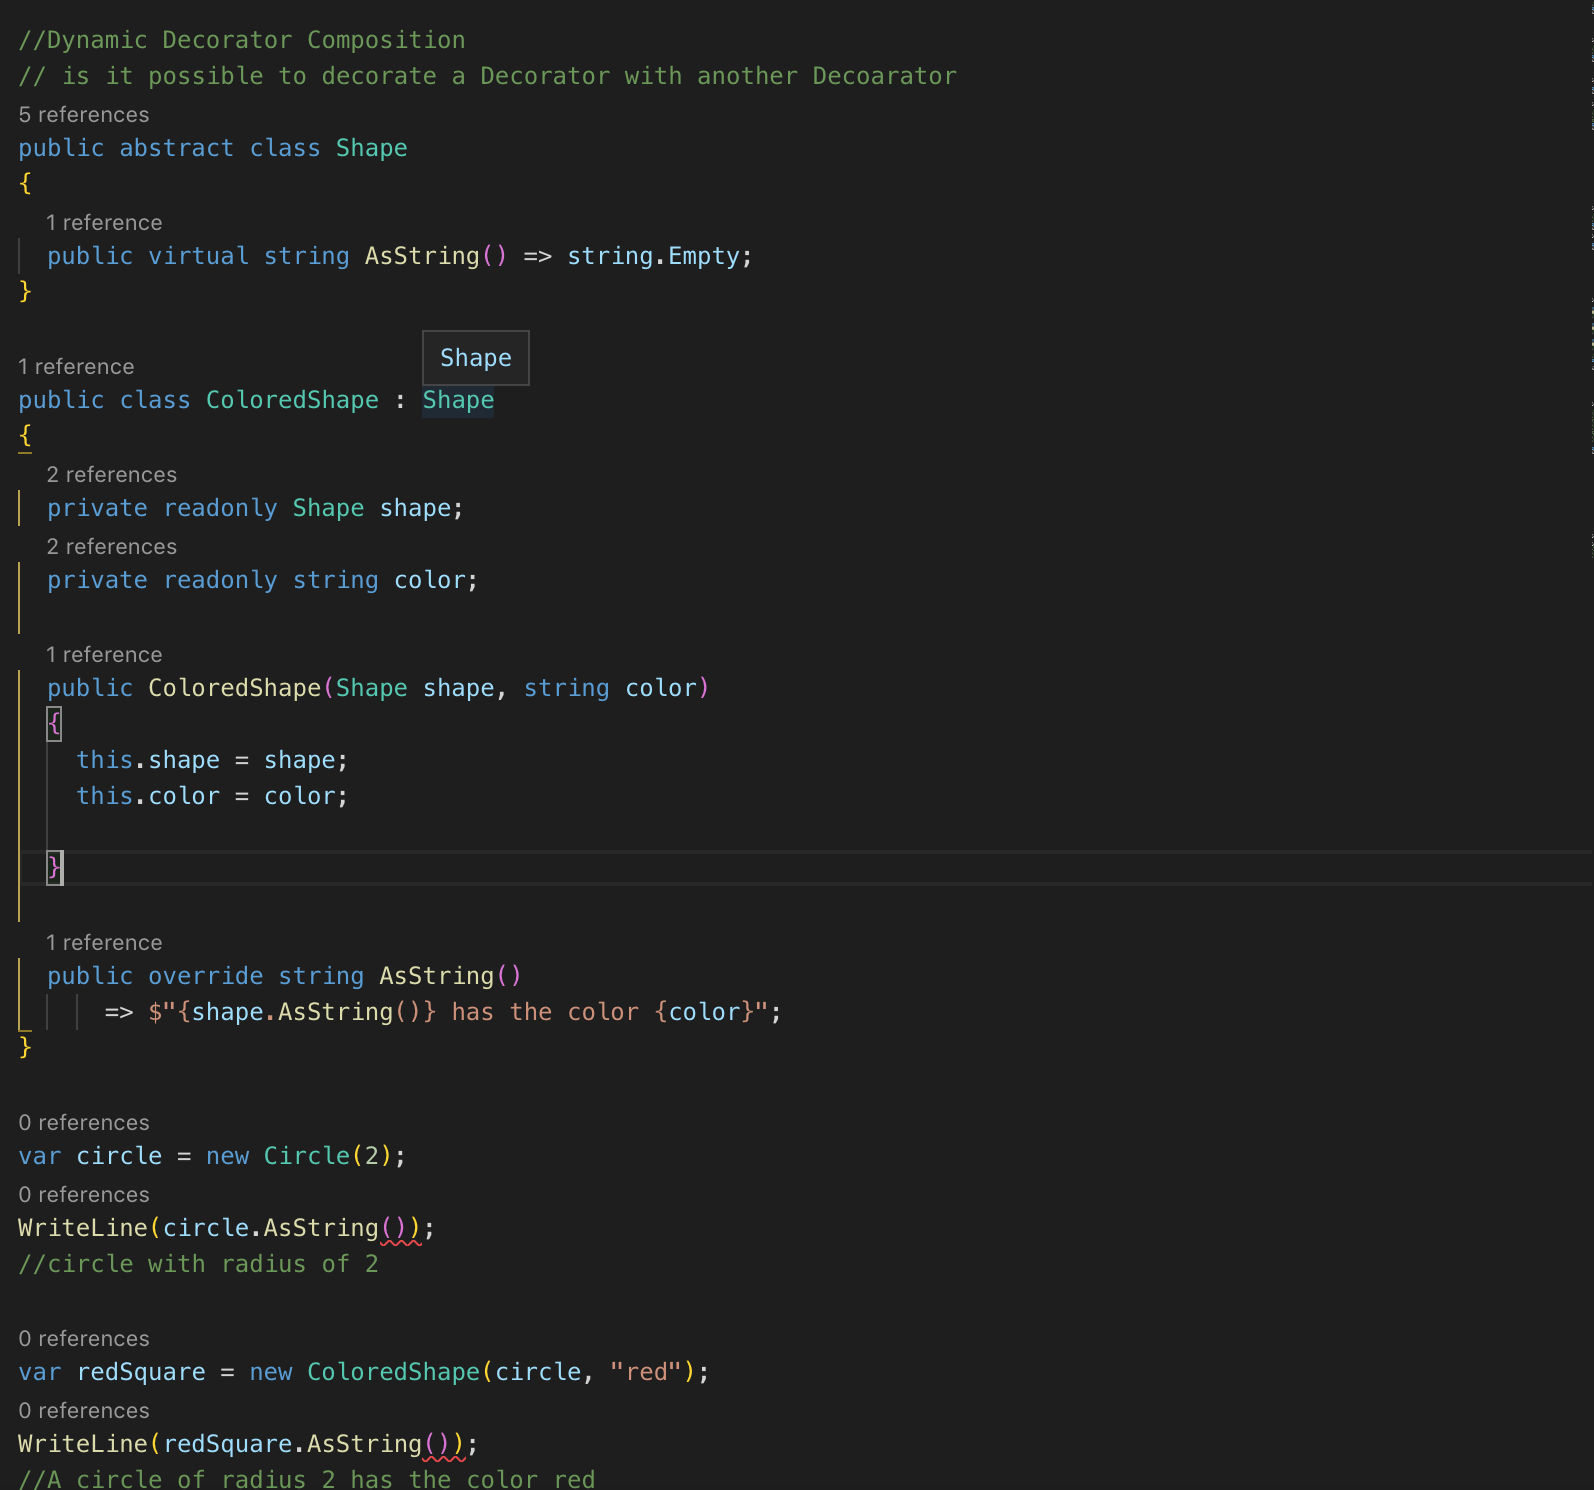 //Dynamic Decorator Composition
// is it possible to decorate a Decorator with another Decoarator
5 references
public abstract class Shape
{
1 reference
public virtual string AsString() => string.Empty;
}
Shape
1 reference
public class ColoredShape : Shape
{
2 references
private readonly Shape shape;
2 references
private readonly string color;
1 reference
public ColoredShape(Shape shape, string color)
{
this.shape = shape;
this.color = color;
}
1 reference
public override string AsString()
=> $"{shape.AsString()} has the color {color}";
}
0 references
var circle = new Circle(2);
0 references
WriteLine(circle.AsString());
//circle with radius of 2
0 references
var redSquare = new ColoredShape(circle, "red");
0 references
WriteLine(redSquare.AsString());
//A circle of radius 2 has the color red